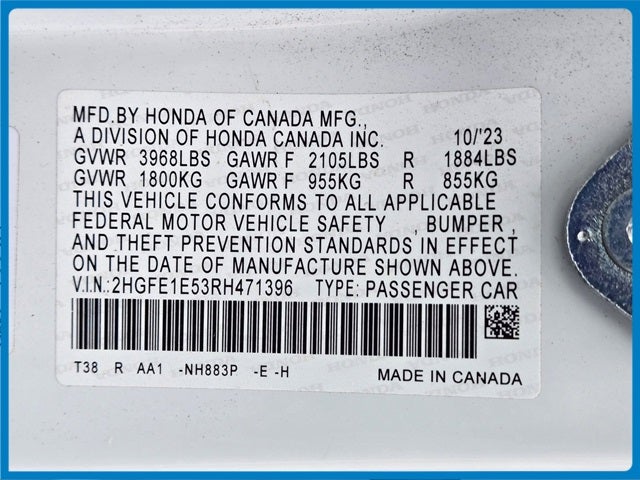 MFD.BY HONDA OF CANADA MFG.,
A DIVISION OF HONDA CANADA INC. 10/'23
GVWR 3968LBS GAWR F 2105LBS R 1884LBS
GVWR 1800KG GAWR F 955KG R 855KG
THIS VEHICLE CONFORMS TO ALL APPLICABLE
FEDERAL MOTOR VEHICLE SAFETY , BUMPER ,
AND THEFT PREVENTION STANDARDS IN EFFECT
ON THE DATE OF MANUFACTURE SHOWN ABOVE.
V.I.N.:2HGFE1E53RH471396 TYPE: PASSENGER CAR
T38 R AA1 -NH883P -E -H
MADE IN CANADA